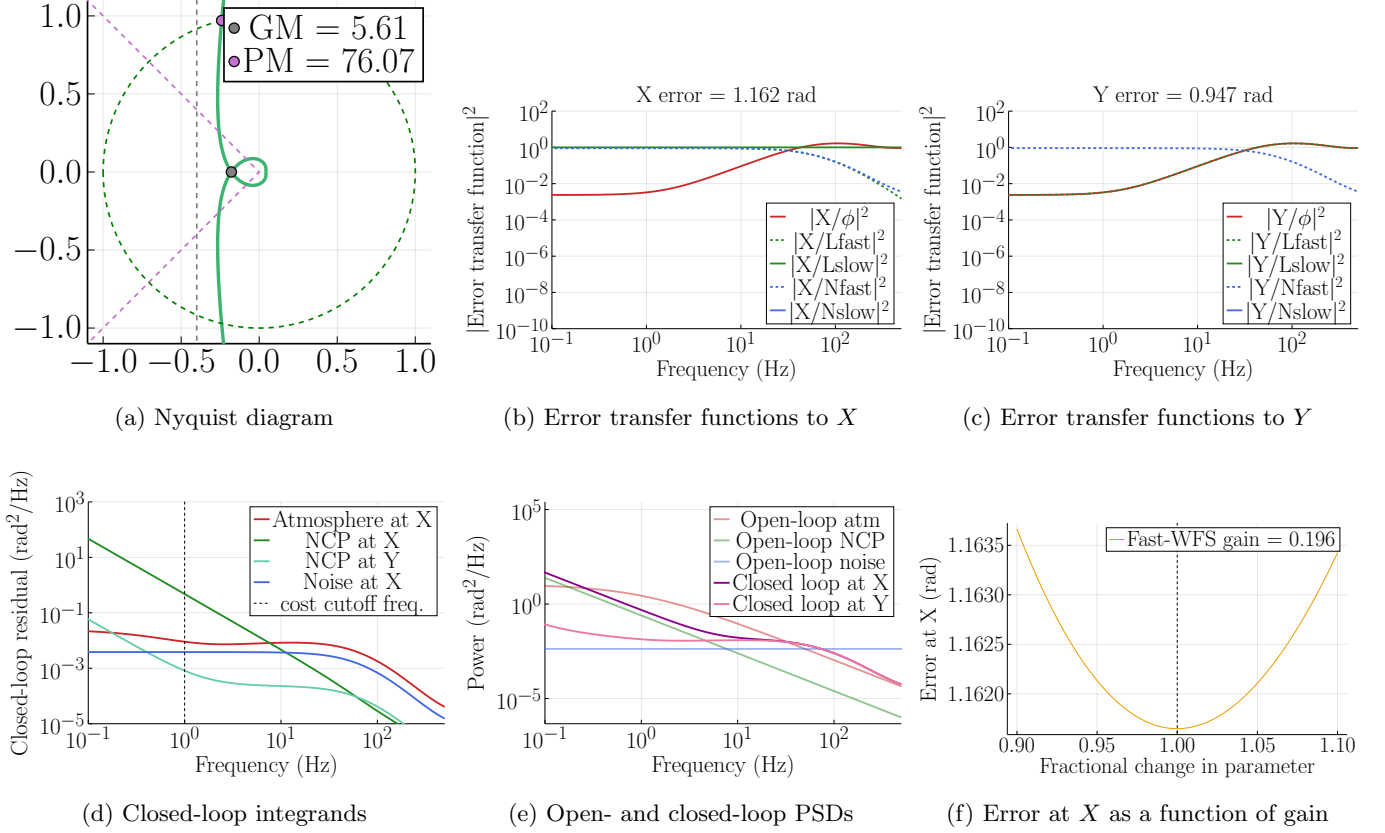 1.0
0.5
0.0
−0.5
−1.0
−1.0
−0.5
0.0
0.5
1.0
GM = 5.61
PM = 76.07
(a) Nyquist diagram
X error = 1.162 rad
|Error transfer function|²
10²
10⁰
10⁻²
10⁻⁴
10⁻⁶
10⁻⁸
10⁻¹⁰
10⁻¹
10⁰
10¹
10²
Frequency (Hz)
|X/ϕ|²
|X/Lfast|²
|X/Lslow|²
|X/Nfast|²
|X/Nslow|²
(b) Error transfer functions to X
Y error = 0.947 rad
|Error transfer function|²
10²
10⁰
10⁻²
10⁻⁴
10⁻⁶
10⁻⁸
10⁻¹⁰
10⁻¹
10⁰
10¹
10²
Frequency (Hz)
|Y/ϕ|²
|Y/Lfast|²
|Y/Lslow|²
|Y/Nfast|²
|Y/Nslow|²
(c) Error transfer functions to Y
Closed-loop residual (rad²/Hz)
10³
10¹
10⁻¹
10⁻³
10⁻⁵
10⁻¹
10⁰
10¹
10²
Frequency (Hz)
Atmosphere at X
NCP at X
NCP at Y
Noise at X
cost cutoff freq.
(d) Closed-loop integrands
Power (rad²/Hz)
10⁵
10⁰
10⁻⁵
10⁻¹
10⁰
10¹
10²
Frequency (Hz)
Open-loop atm
Open-loop NCP
Open-loop noise
Closed loop at X
Closed loop at Y
(e) Open- and closed-loop PSDs
Error at X (rad)
1.1635
1.1630
1.1625
1.1620
0.90
0.95
1.00
1.05
1.10
Fractional change in parameter
Fast-WFS gain = 0.196
(f) Error at X as a function of gain